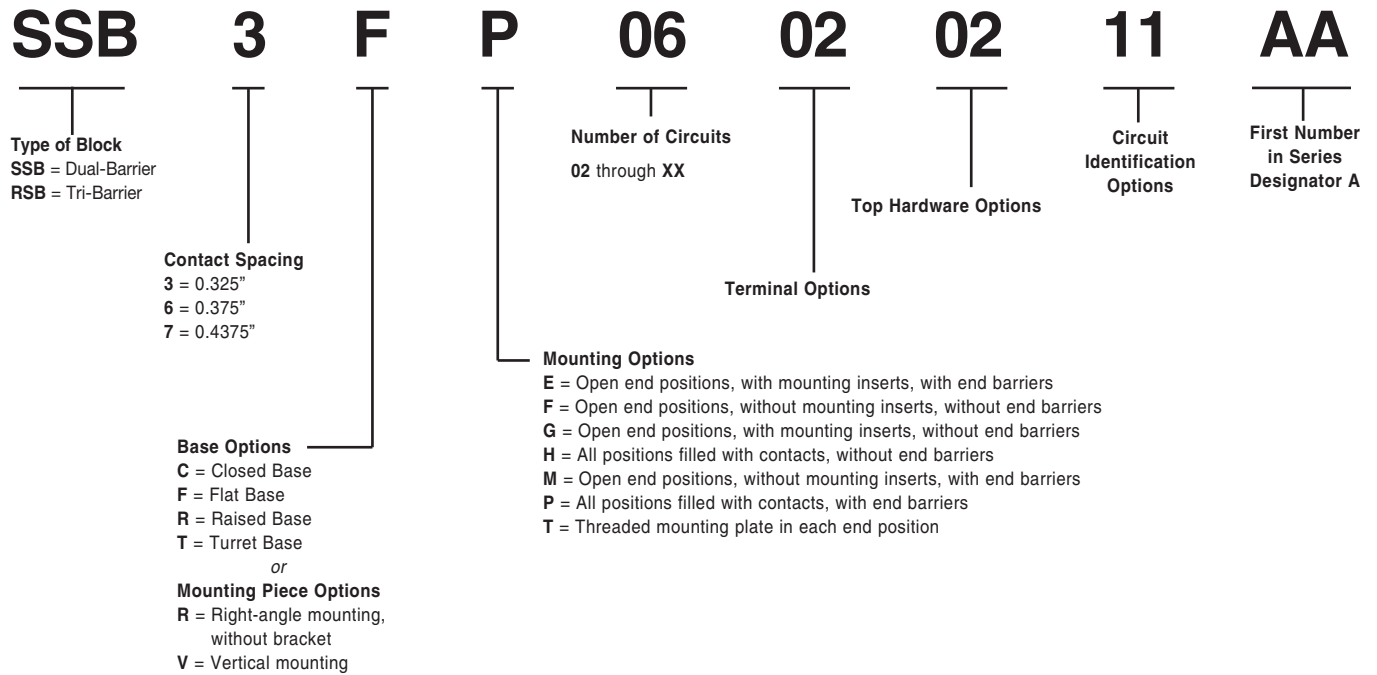 SSB 3 F P 06 02 02 11 AA
Type of Block
SSB = Dual-Barrier
RSB = Tri-Barrier
Contact Spacing
3 = 0.325”
6 = 0.375”
7 = 0.4375”
Base Options
C = Closed Base
F = Flat Base
R = Raised Base
T = Turret Base
or
Mounting Piece Options
R = Right-angle mounting,
without bracket
V = Vertical mounting
Mounting Options
E = Open end positions, with mounting inserts, with end barriers
F = Open end positions, without mounting inserts, without end barriers
G = Open end positions, with mounting inserts, without end barriers
H = All positions filled with contacts, without end barriers
M = Open end positions, without mounting inserts, with end barriers
P = All positions filled with contacts, with end barriers
T = Threaded mounting plate in each end position
Number of Circuits
02 through XX
Terminal Options
Top Hardware Options
Circuit
Identification
Options
First Number
in Series
Designator A